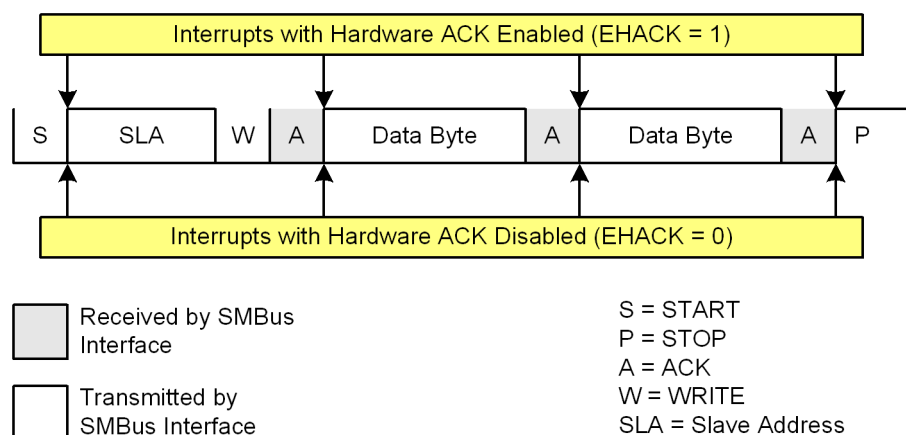 Interrupts with Hardware ACK Enabled (EHACK = 1)
S SLA W A Data Byte A Data Byte A P
Interrupts with Hardware ACK Disabled (EHACK = 0)
Received by SMBus
Interface
Transmitted by
SMBus Interface
S = START
P = STOP
A = ACK
W = WRITE
SLA = Slave Address